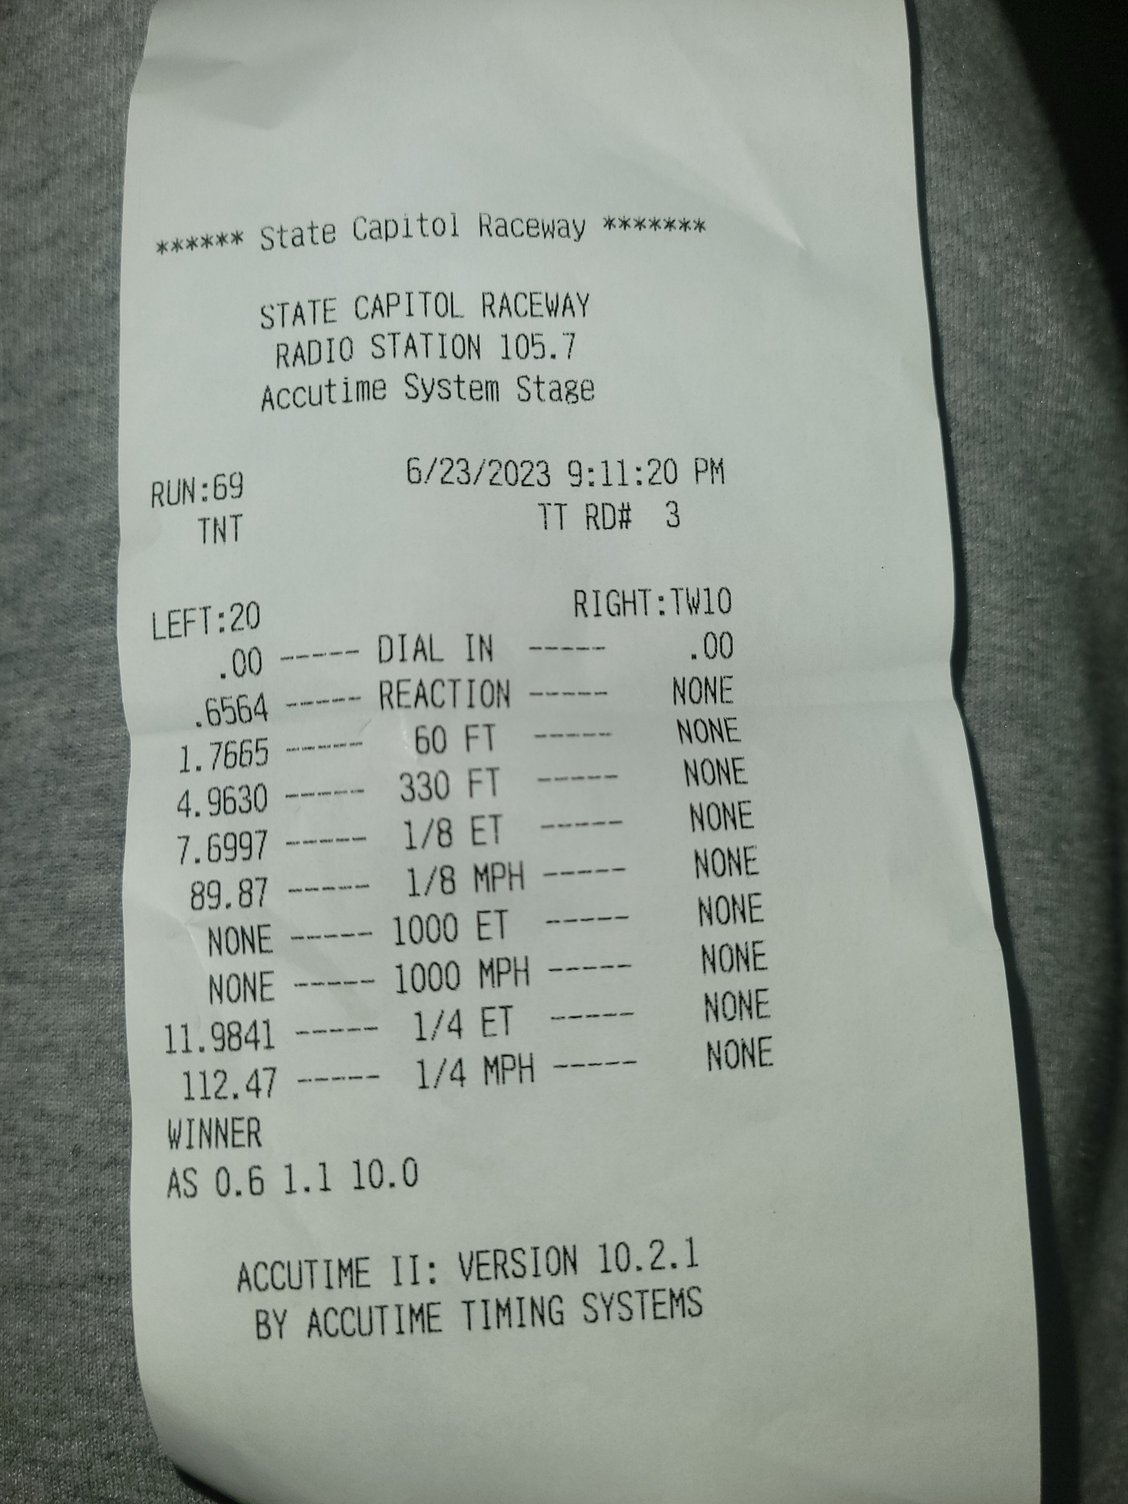 ****** State Capitol Raceway *******
STATE CAPITOL RACEWAY
RADIO STATION 105.7
Accutime System Stage
RUN:69 6/23/2023 9:11:20 PM
TNT TT RD# 3
LEFT:20 RIGHT:TW10
.00 ----- DIAL IN ----- .00
.6564 ----- REACTION ----- NONE
1.7665 ----- 60 FT ----- NONE
4.9630 ----- 330 FT ----- NONE
7.6997 ----- 1/8 ET ----- NONE
89.87 ----- 1/8 MPH ----- NONE
NONE ----- 1000 ET ----- NONE
NONE ----- 1000 MPH ----- NONE
11.9841 ----- 1/4 ET ----- NONE
112.47 ----- 1/4 MPH ----- NONE
WINNER
AS 0.6 1.1 10.0
ACCUTIME II: VERSION 10.2.1
BY ACCUTIME TIMING SYSTEMS